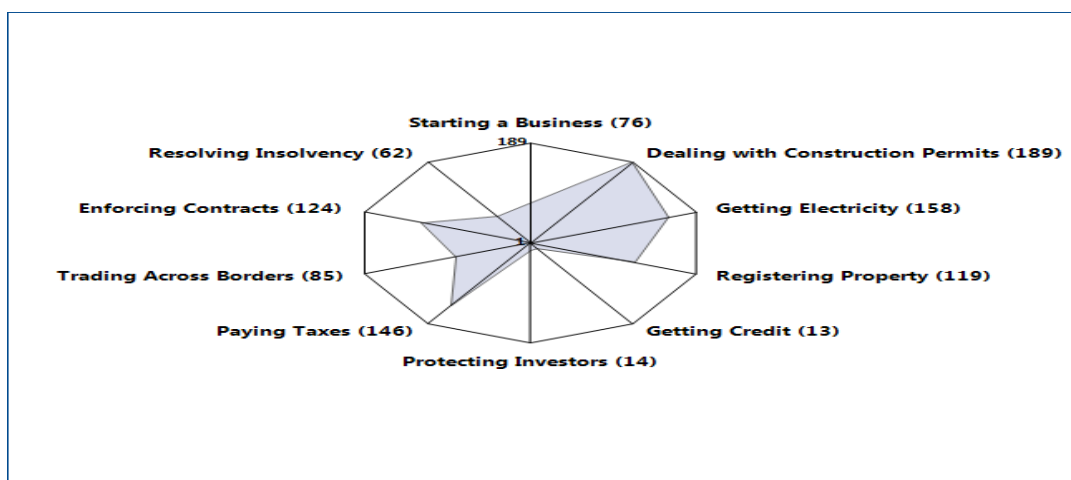 Starting a Business (76)
189
Resolving Insolvency (62)
Dealing with Construction Permits (189)
Enforcing Contracts (124)
Getting Electricity (158)
1
Trading Across Borders (85)
Registering Property (119)
Paying Taxes (146)
Getting Credit (13)
Protecting Investors (14)